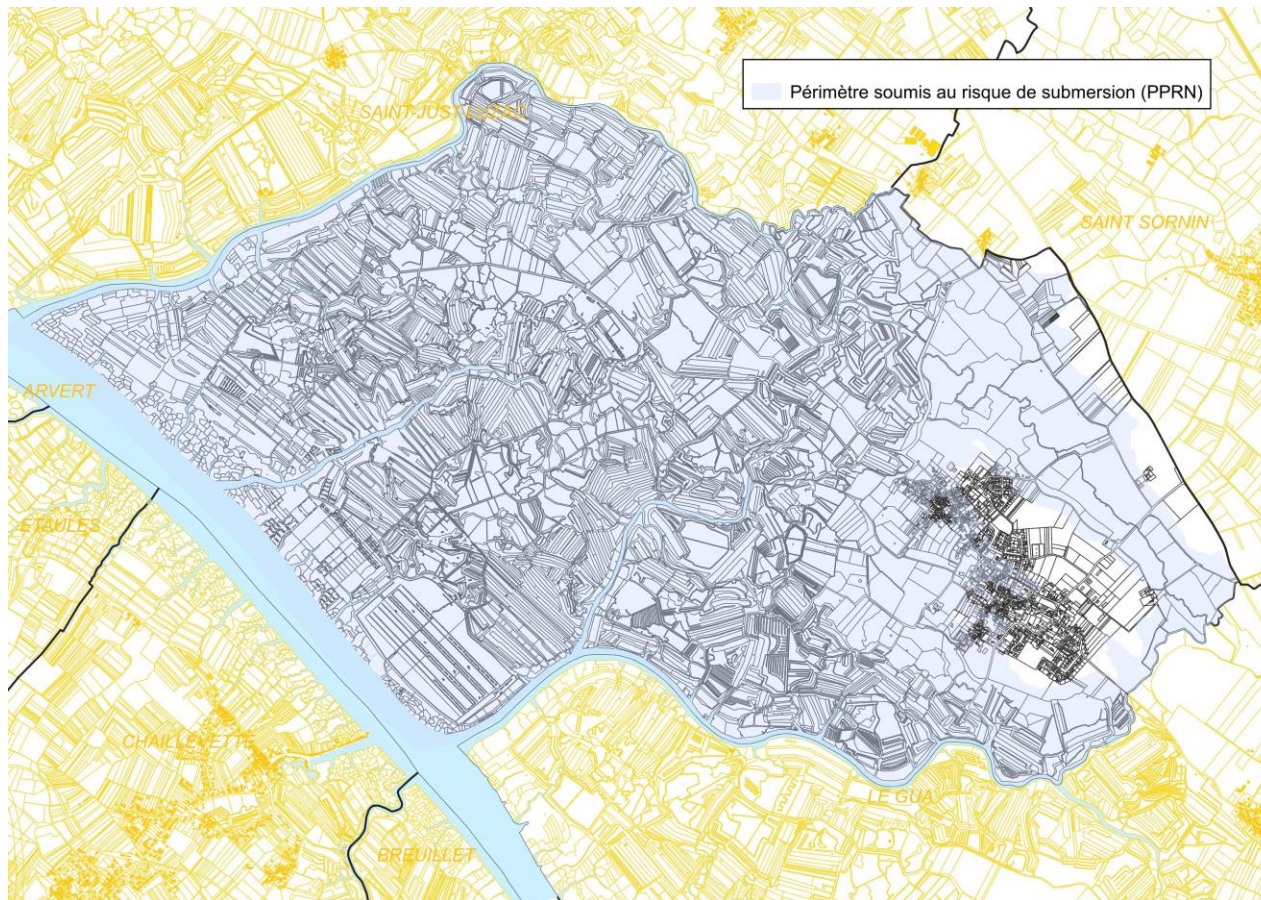 Périmètre soumis au risque de submersion (PPRN)
SAINT-JUST LUZAC
SAINT SORNIN
ARVERT
ETAULES
CHAILLEVETTE
LE GUA
BREUILLET